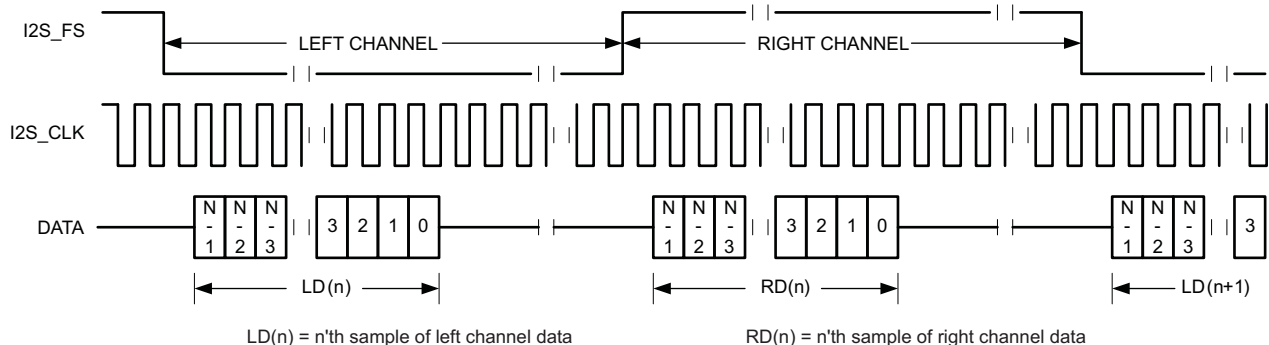 I2S_FS
LEFT CHANNEL
RIGHT CHANNEL
I2S_CLK
DATA
N-1 N-2 N-3 3 2 1 0 N-1 N-2 N-3 3 2 1 0 N-1 N-2 N-3 3
LD(n) RD(n) LD(n+1)
LD(n) = n'th sample of left channel data
RD(n) = n'th sample of right channel data